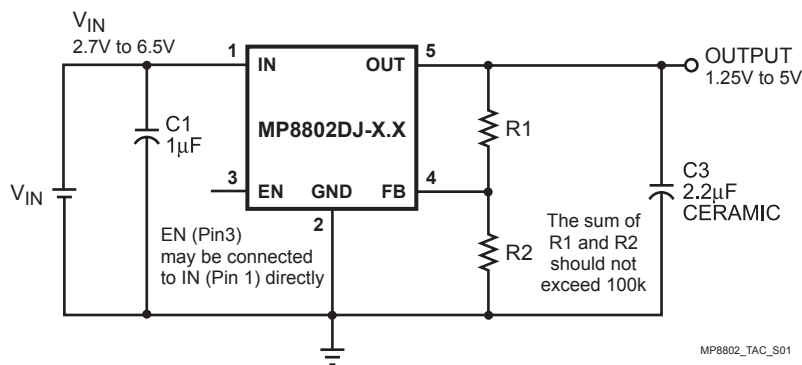 V_IN
2.7V to 6.5V
1
5
IN
OUT
OUTPUT
1.25V to 5V
C1
1µF
MP8802DJ-X.X
R1
V_IN
3
EN
GND
FB
4
2
C3
2.2µF
CERAMIC
EN (Pin3)
may be connected
to IN (Pin 1) directly
R2
The sum of
R1 and R2
should not
exceed 100k
MP8802_TAC_S01